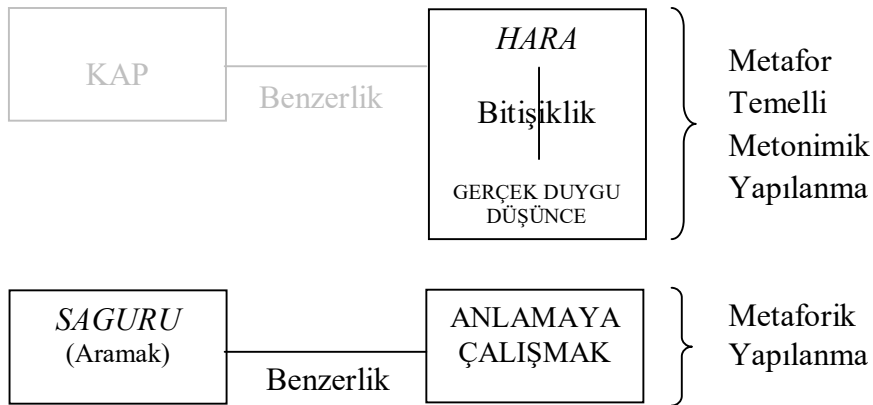 KAP
Benzerlik
HARA
Bitişiklik
GERÇEK DUYGU
DÜŞÜNCE
Metafor
Temelli
Metonimik
Yapılanma
SAGURU
(Aramak)
Benzerlik
ANLAMAYA
ÇALIŞMAK
Metaforik
Yapılanma